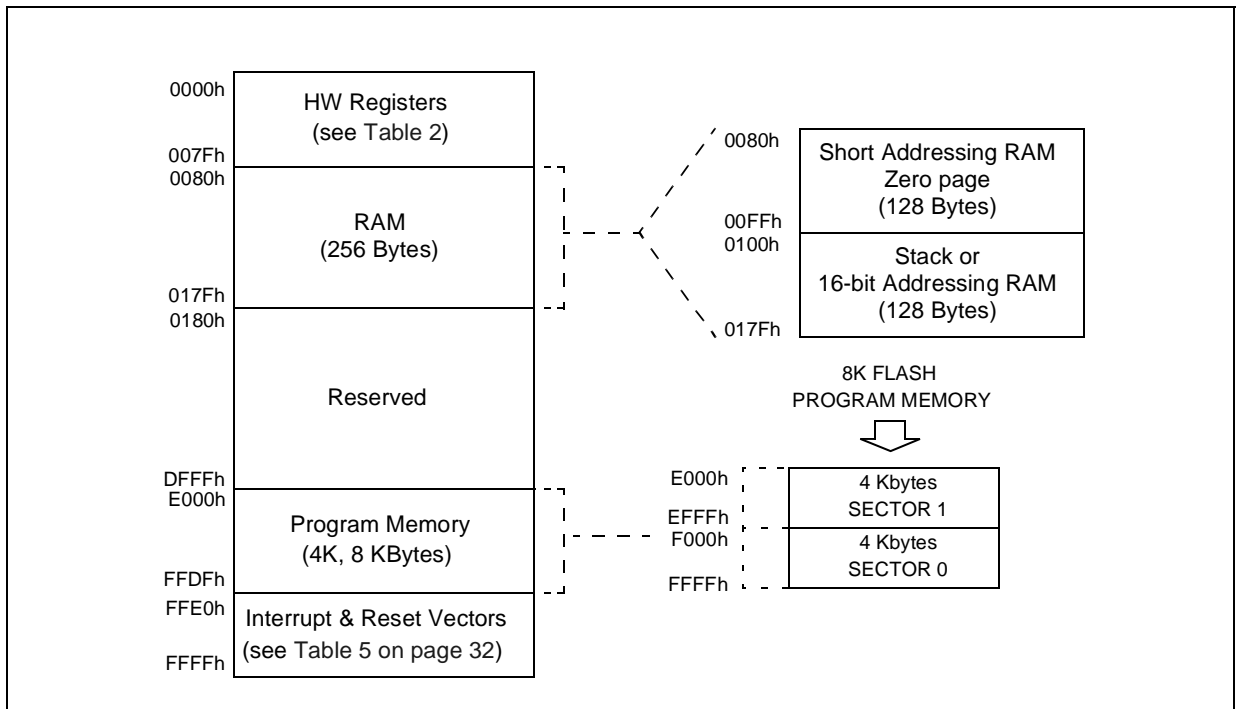 0000h
HW Registers
(see Table 2)
007Fh
0080h
RAM
(256 Bytes)
017Fh
0180h
Reserved
DFFFh
E000h
Program Memory
(4K, 8 KBytes)
FFDFh
FFE0h
Interrupt & Reset Vectors
(see Table 5 on page 32)
FFFFh
0080h
Short Addressing RAM
Zero page
(128 Bytes)
00FFh
0100h
Stack or
16-bit Addressing RAM
(128 Bytes)
017Fh
8K FLASH
PROGRAM MEMORY
E000h
4 Kbytes
SECTOR 1
EFFFh
F000h
4 Kbytes
SECTOR 0
FFFFh